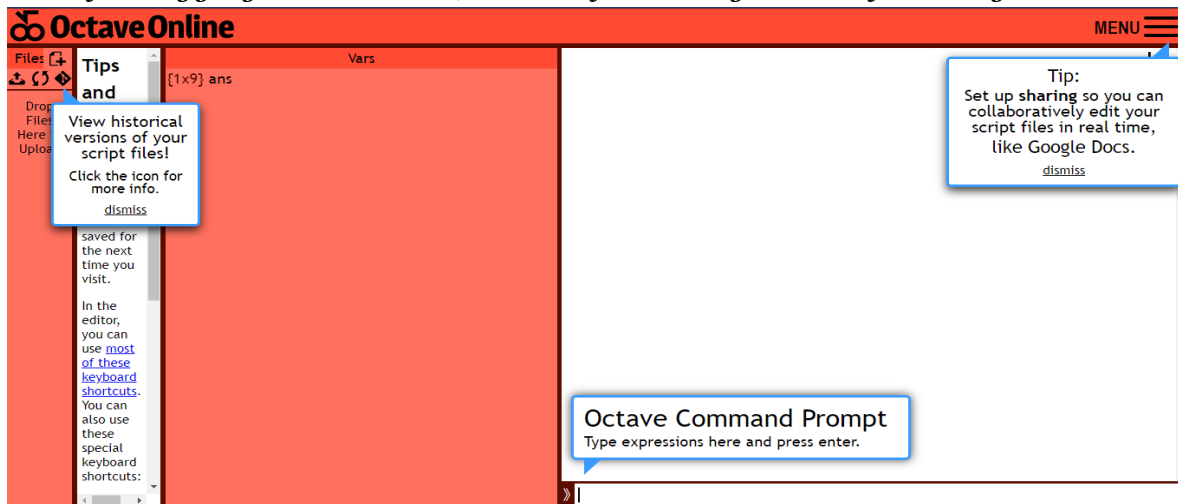 Octave Online
MENU
Files
Tips
and
Drop
Files
Here
Uploa
View historical
versions of your
script files!
Click the icon for
more info.
dismiss
saved for
the next
time you
visit.
In the
editor,
you can
use most
of these
keyboard
shortcuts.
You can
also use
these
special
keyboard
shortcuts:
Vars
{1x9} ans
Tip:
Set up sharing so you can
collaboratively edit your
script files in real time,
like Google Docs.
dismiss
Octave Command Prompt
Type expressions here and press enter.
»